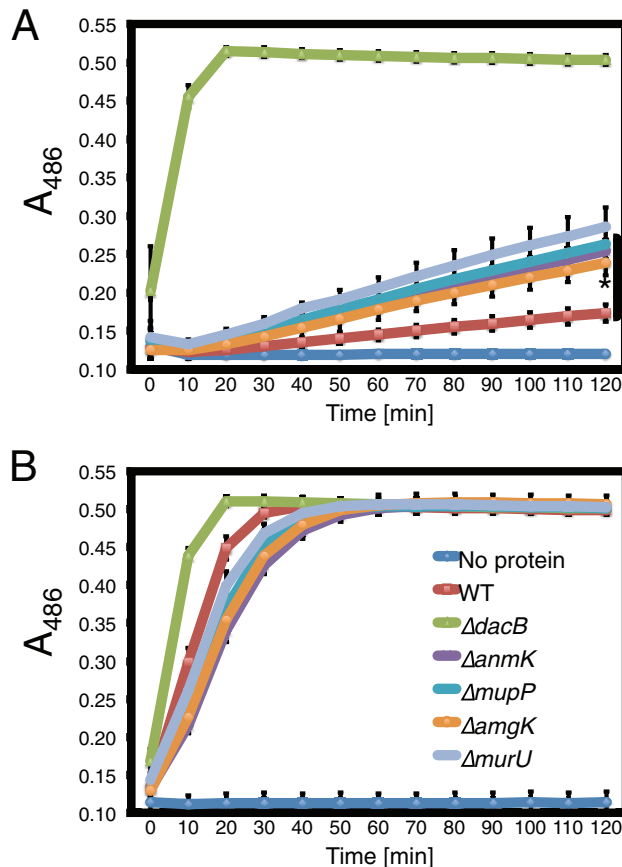 A
A486
0.55
0.50
0.45
0.40
0.35
0.30
0.25
0.20
0.15
0.10
*
0 10 20 30 40 50 60 70 80 90 100 110 120
Time [min]
B
A486
0.55
0.50
0.45
0.40
0.35
0.30
0.25
0.20
0.15
0.10
No protein
WT
ΔdacB
ΔanmK
ΔmupP
ΔamgK
ΔmurU
0 10 20 30 40 50 60 70 80 90 100 110 120
Time [min]